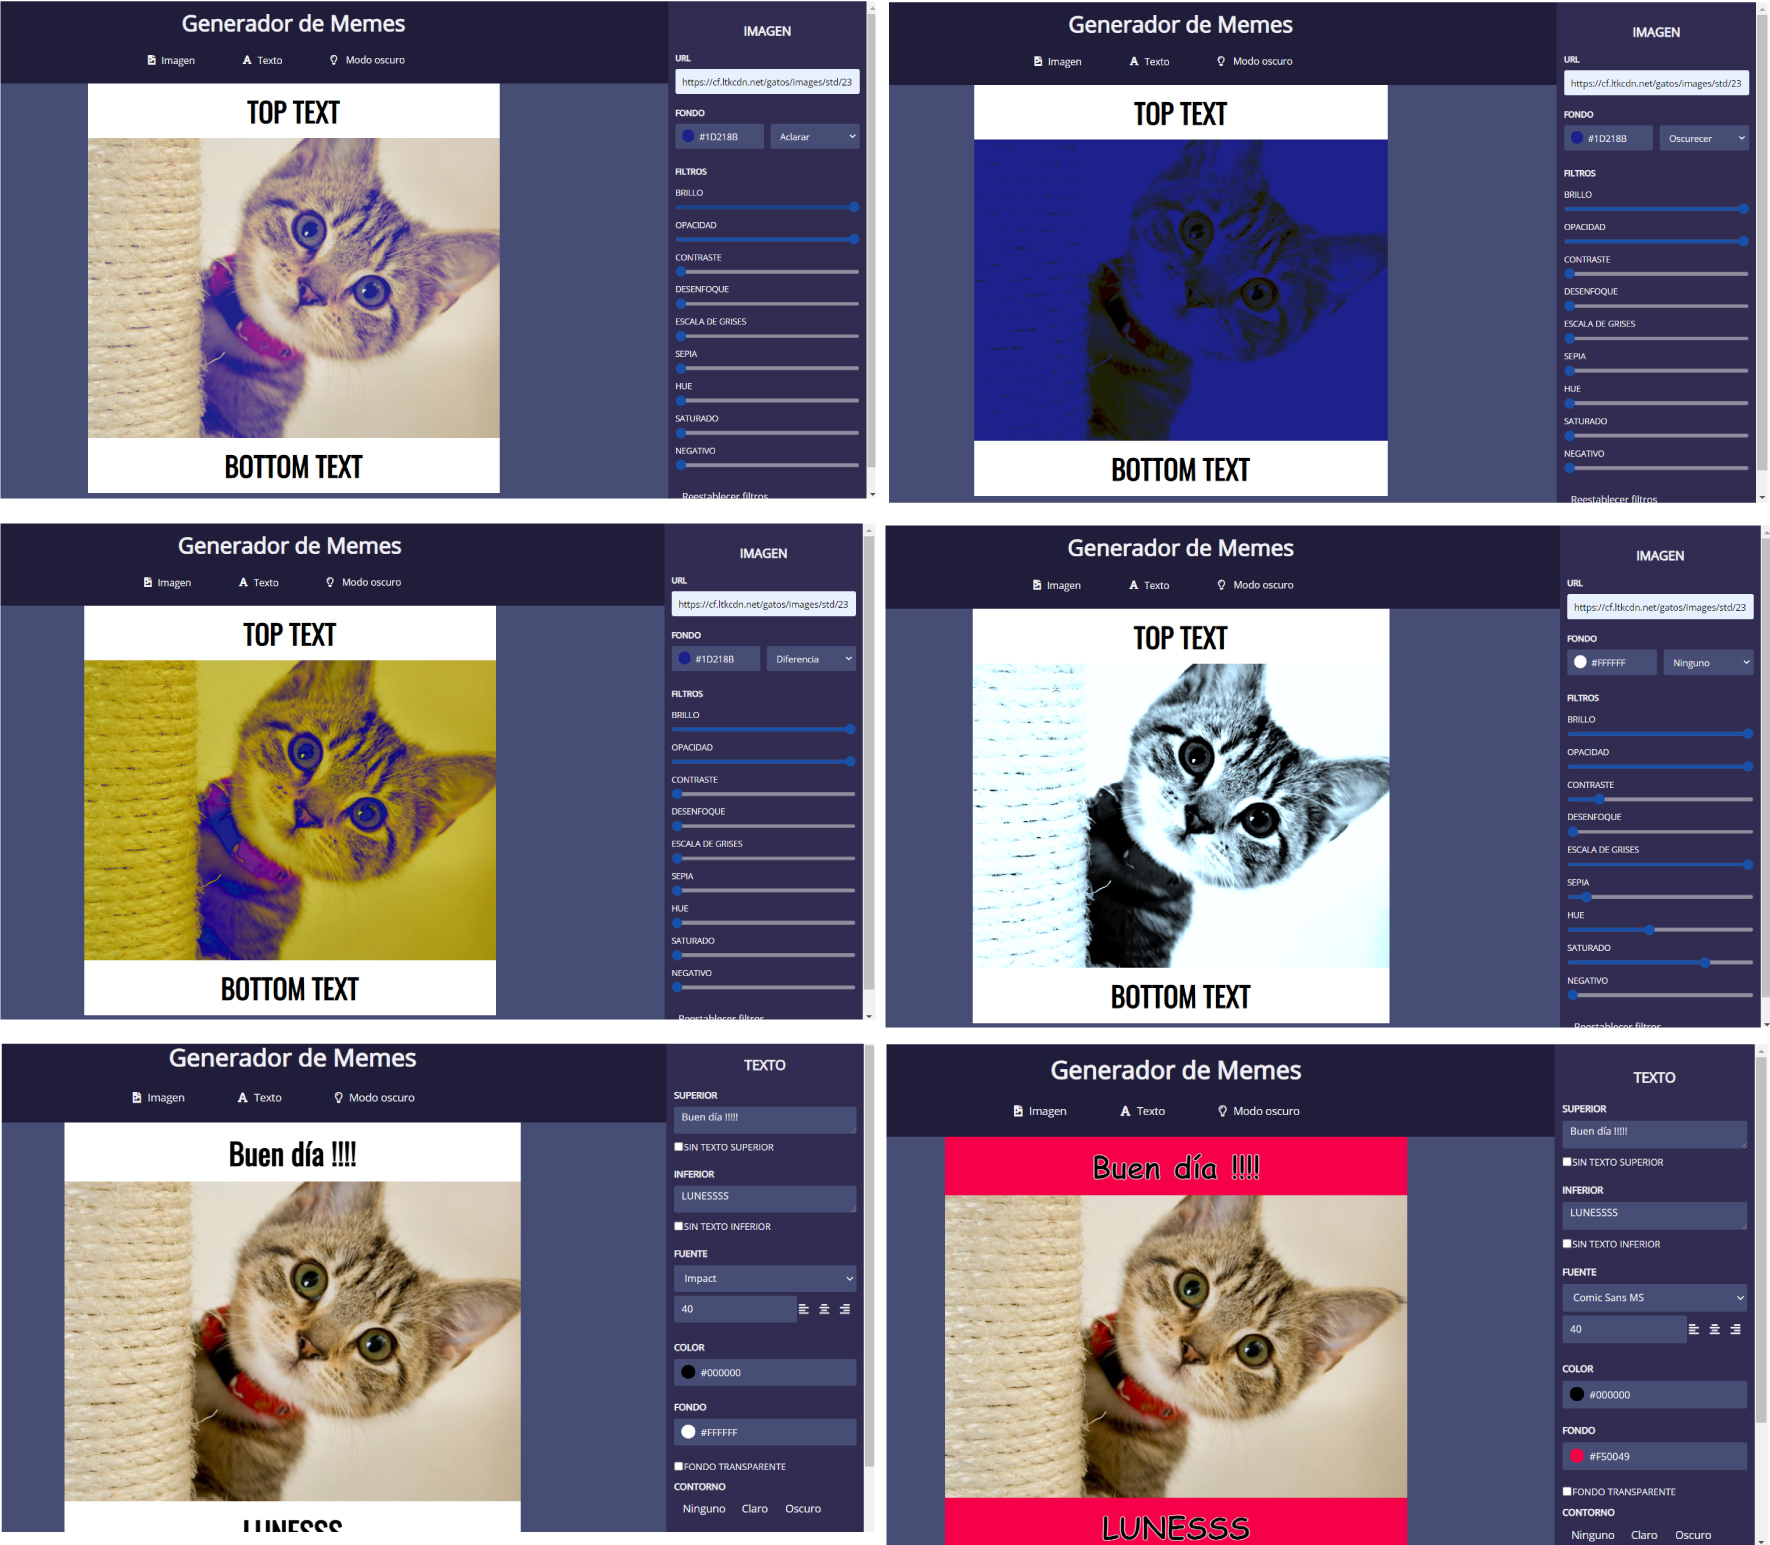 Generador de Memes
Imagen Texto Modo oscuro
TOP TEXT
BOTTOM TEXT
IMAGEN
URL
https://cf.ltkcdn.net/gatos/images/std/23
FONDO
#1D218B Aclarar
FILTROS
BRILLO
OPACIDAD
CONTRASTE
DESENFOQUE
ESCALA DE GRISES
SEPIA
HUE
SATURADO
NEGATIVO
Reestablecer filtros
Generador de Memes
Imagen Texto Modo oscuro
TOP TEXT
BOTTOM TEXT
IMAGEN
URL
https://cf.ltkcdn.net/gatos/images/std/23
FONDO
#1D218B Oscurecer
FILTROS
BRILLO
OPACIDAD
CONTRASTE
DESENFOQUE
ESCALA DE GRISES
SEPIA
HUE
SATURADO
NEGATIVO
Reestablecer filtros
Generador de Memes
Imagen Texto Modo oscuro
TOP TEXT
BOTTOM TEXT
IMAGEN
URL
https://cf.ltkcdn.net/gatos/images/std/23
FONDO
#1D218B Diferencia
FILTROS
BRILLO
OPACIDAD
CONTRASTE
DESENFOQUE
ESCALA DE GRISES
SEPIA
HUE
SATURADO
NEGATIVO
Reestablecer filtros
Generador de Memes
Imagen Texto Modo oscuro
TOP TEXT
BOTTOM TEXT
IMAGEN
URL
https://cf.ltkcdn.net/gatos/images/std/23
FONDO
#FFFFFF Ninguno
FILTROS
BRILLO
OPACIDAD
CONTRASTE
DESENFOQUE
ESCALA DE GRISES
SEPIA
HUE
SATURADO
NEGATIVO
Reestablecer filtros
Generador de Memes
Imagen Texto Modo oscuro
Buen día !!!!
LUNESSS
TEXTO
SUPERIOR
Buen día !!!!!
SIN TEXTO SUPERIOR
INFERIOR
LUNESSSS
SIN TEXTO INFERIOR
FUENTE
Impact
40
COLOR
#000000
FONDO
#FFFFFF
FONDO TRANSPARENTE
CONTORNO
Ninguno Claro Oscuro
Generador de Memes
Imagen Texto Modo oscuro
Buen día !!!!
LUNESSS
TEXTO
SUPERIOR
Buen día !!!!!
SIN TEXTO SUPERIOR
INFERIOR
LUNESSSS
SIN TEXTO INFERIOR
FUENTE
Comic Sans MS
40
COLOR
#000000
FONDO
#F50049
FONDO TRANSPARENTE
CONTORNO
Ninguno Claro Oscuro